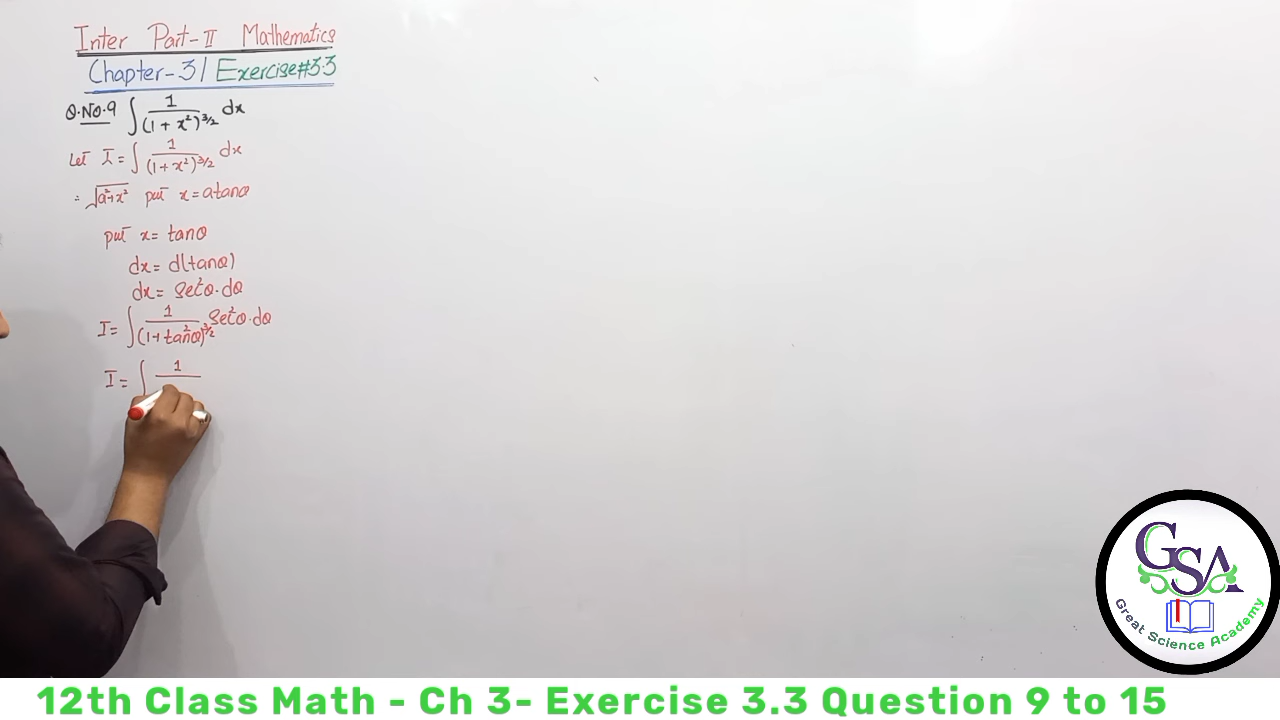 Inter Part-II Mathematics
Chapter-3/ Exercise#3.3
Q.NO.9 ∫ 1/(1 + x²)^3/2 dx
Let I = ∫ 1/(1+x²)^3/2 dx
∴ √a²+x² put x = a tanθ
put x = tanθ
dx = d(tanθ)
dx = Sec²θ.dθ
I = ∫ 1/(1+tan²θ)^3/2 Sec²θ.dθ
I = ∫ 1
GSA
Great Science Academy
12th Class Math - Ch 3- Exercise 3.3 Question 9 to 15